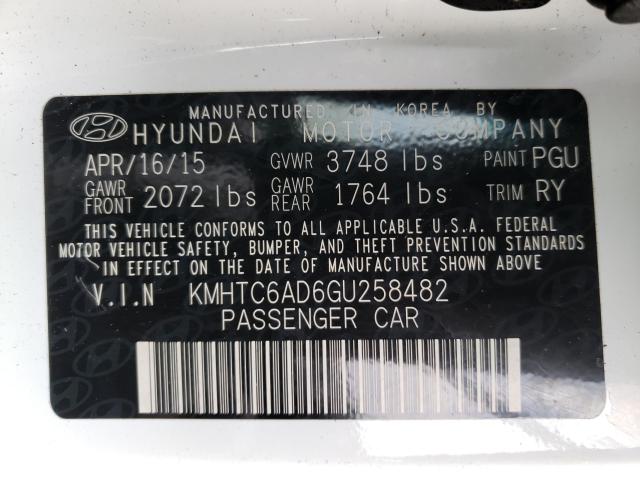 MANUFACTURED IN KOREA BY
HYUNDAI MOTOR COMPANY
APR/16/15 GVWR 3748 lbs PAINT PGU
GAWR FRONT 2072 lbs GAWR REAR 1764 lbs TRIM RY
THIS VEHICLE CONFORMS TO ALL APPLICABLE U.S.A. FEDERAL
MOTOR VEHICLE SAFETY, BUMPER, AND THEFT PREVENTION STANDARDS
IN EFFECT ON THE DATE OF MANUFACTURE SHOWN ABOVE
V.I.N KMHTC6AD6GU258482
PASSENGER CAR